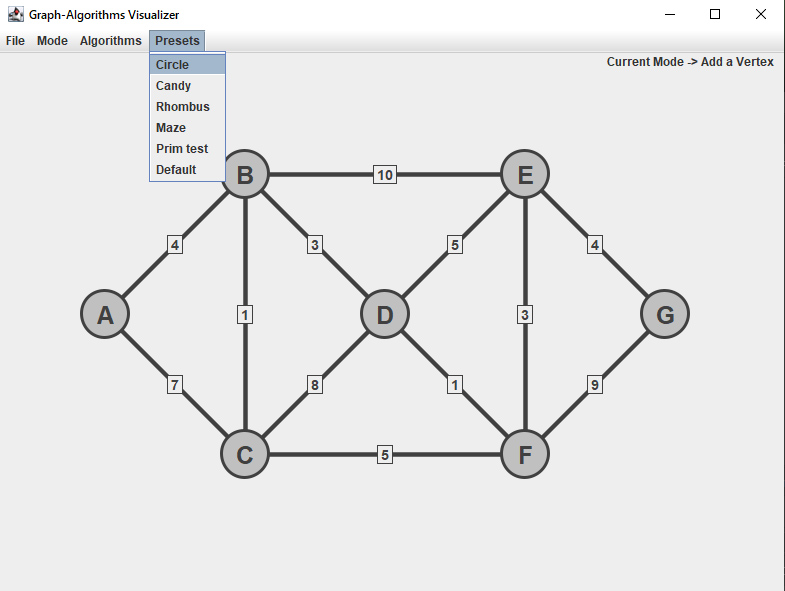 Graph-Algorithms Visualizer
File Mode Algorithms Presets
Current Mode -> Add a Vertex
Circle
Candy
Rhombus
Maze
Prim test
Default
B 10 E
4 3 5 4
A 1 D 3 G
7 8 1 9
C 5 F